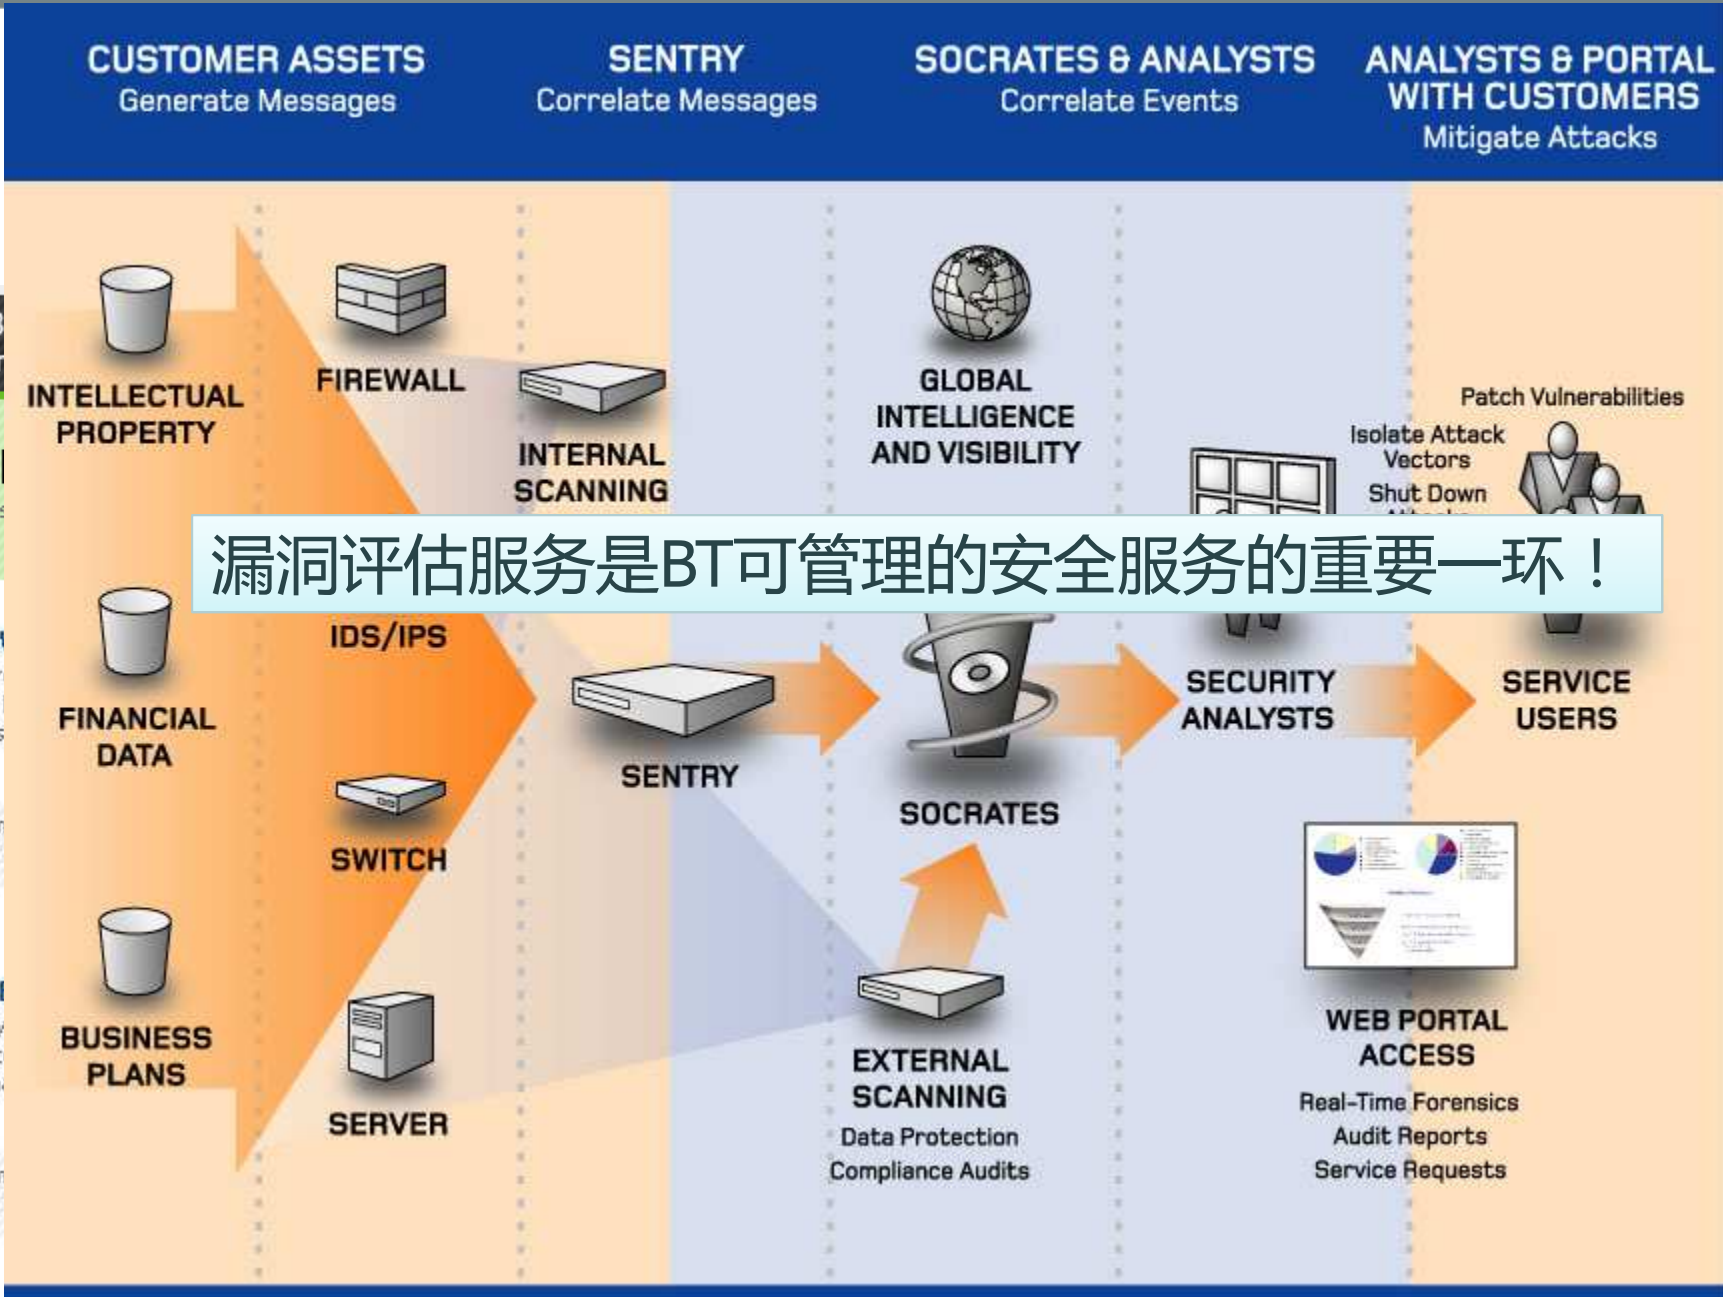 CUSTOMER ASSETS
Generate Messages
SENTRY
Correlate Messages
SOCRATES & ANALYSTS
Correlate Events
ANALYSTS & PORTAL
WITH CUSTOMERS
Mitigate Attacks
INTELLECTUAL
PROPERTY
FIREWALL
INTERNAL
SCANNING
GLOBAL
INTELLIGENCE
AND VISIBILITY
Patch Vulnerabilities
Isolate Attack
Vectors
Shut Down
漏洞评估服务是BT可管理的安全服务的重要一环！
IDS/IPS
FINANCIAL
DATA
SENTRY
SOCRATES
SECURITY
ANALYSTS
SERVICE
USERS
SWITCH
BUSINESS
PLANS
SERVER
EXTERNAL
SCANNING
Data Protection
Compliance Audits
WEB PORTAL
ACCESS
Real-Time Forensics
Audit Reports
Service Requests